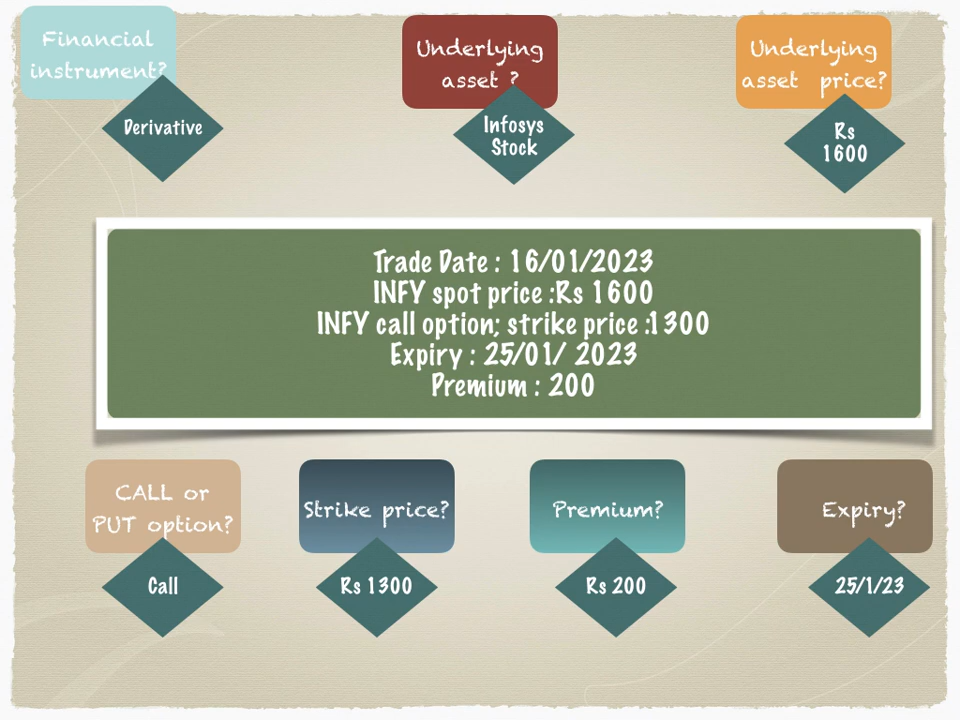 Financial
instrument?
Derivative
Underlying
asset ?
Infosys
Stock
Underlying
asset price?
Rs
1600
Trade Date : 16/01/2023
INFY spot price :Rs 1600
INFY call option; strike price :1300
Expiry : 25/01/ 2023
Premium : 200
CALL or
PUT option?
Call
Strike price?
Rs 1300
Premium?
Rs 200
Expiry?
25/1/23